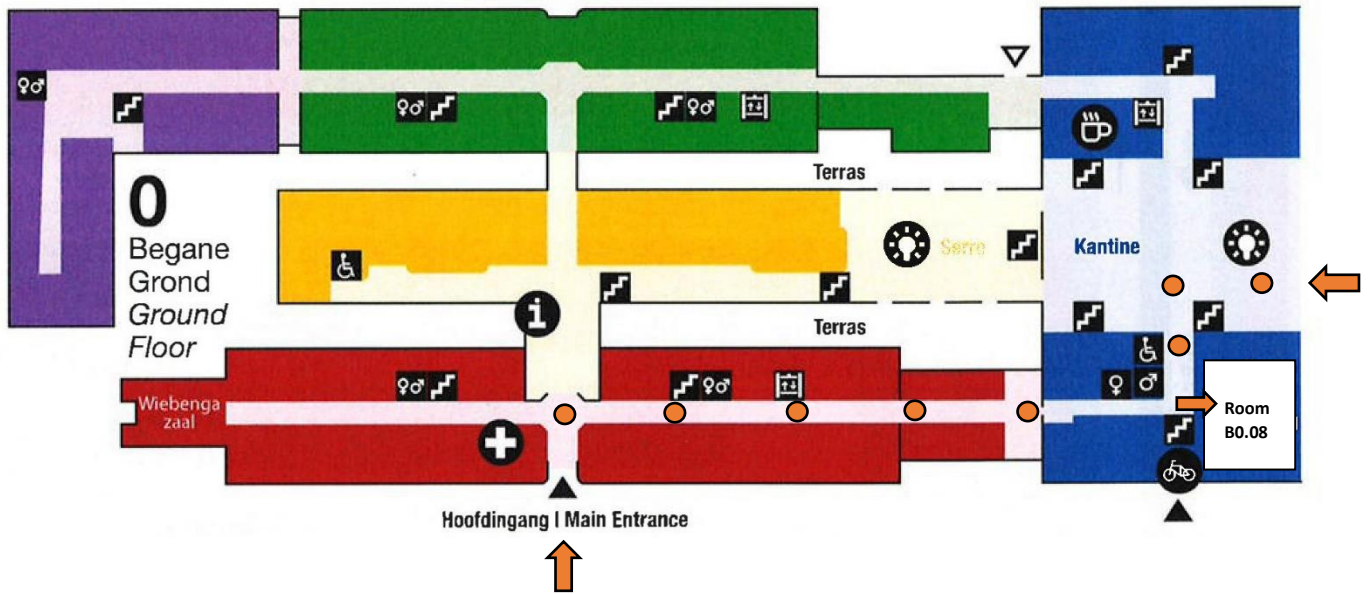 Terras
0
Begane
Grond
Ground
Floor
Serre
Kantine
i
Terras
Wiebenga
zaal
Room
B0.08
Hoofdingang | Main Entrance